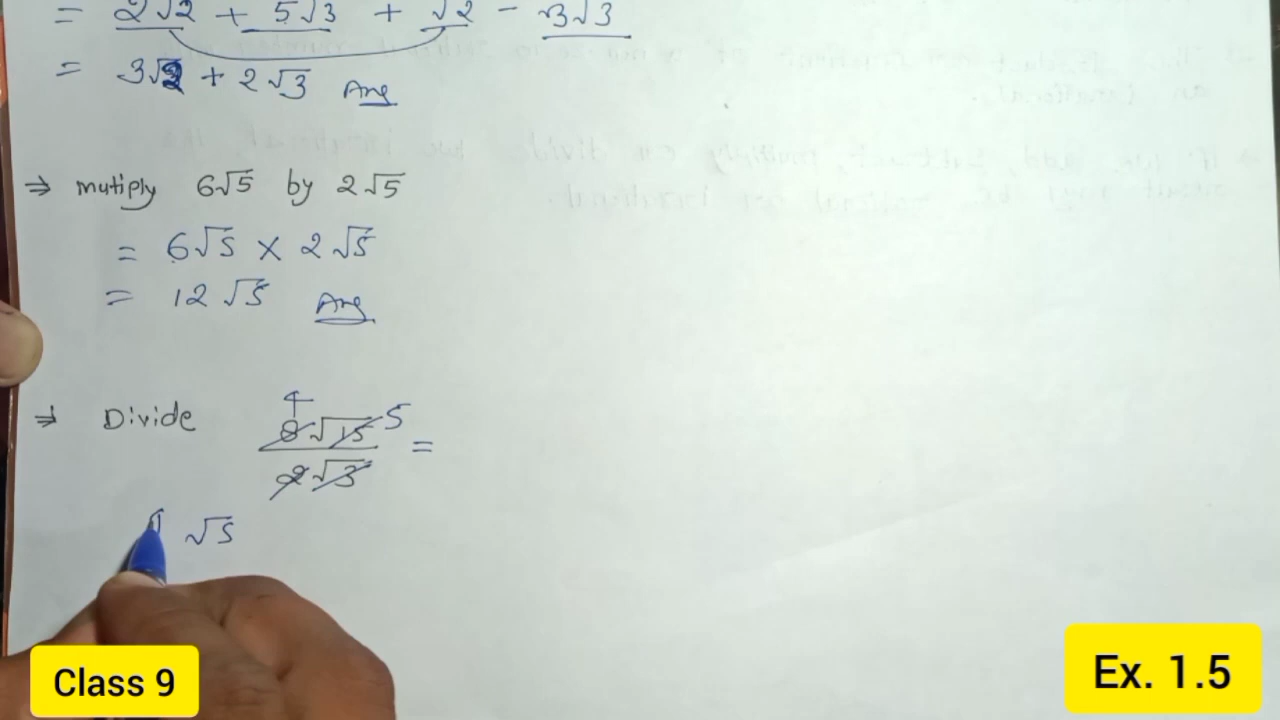 = 2√2 + 5√3 + √2 - 3√3
= 3√2 + 2√3 Ans
⇒ mutiply 6√5 by 2√5
= 6√5 × 2√5
= 12√5 Ans
⇒ Divide 8√15 / 2√3 =
4 5
√5
Class 9
Ex. 1.5